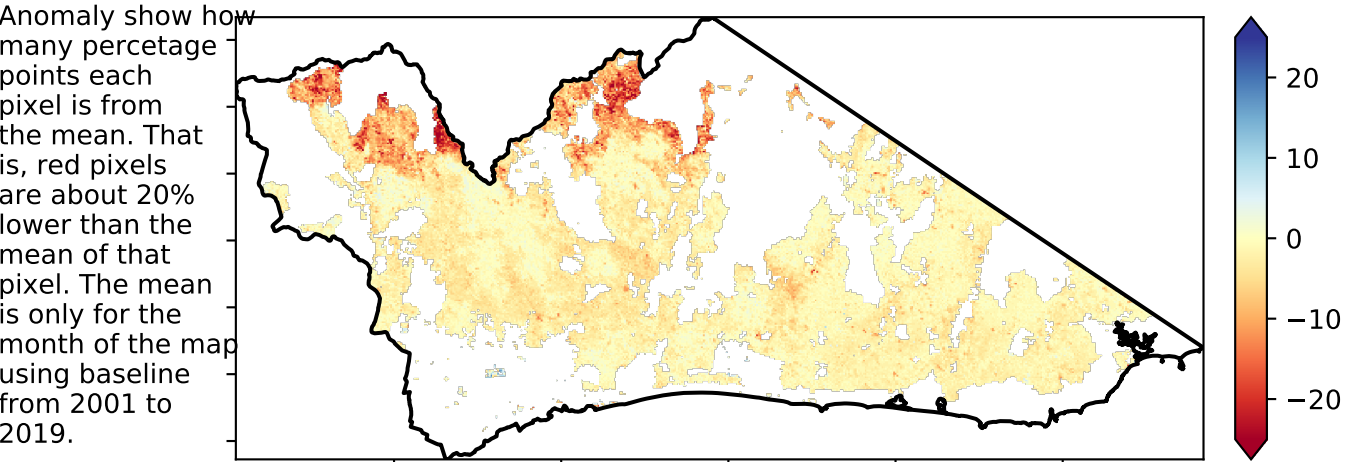 Anomaly show how
many percetage
points each
pixel is from
the mean. That
is, red pixels
are about 20%
lower than the
mean of that
pixel. The mean
is only for the
month of the map
using baseline
from 2001 to
2019.
20
10
0
−10
−20